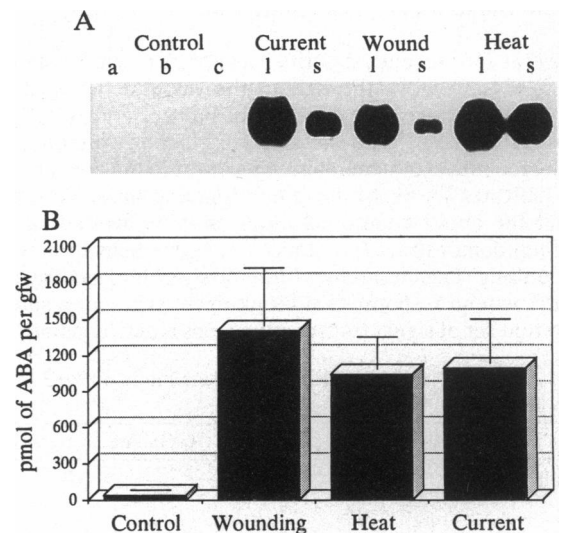 A
Control Current Wound Heat
a b c l s l s l s
B
pmol of ABA per gfw
2100
1800
1500
1200
900
600
300
0
Control Wounding Heat Current